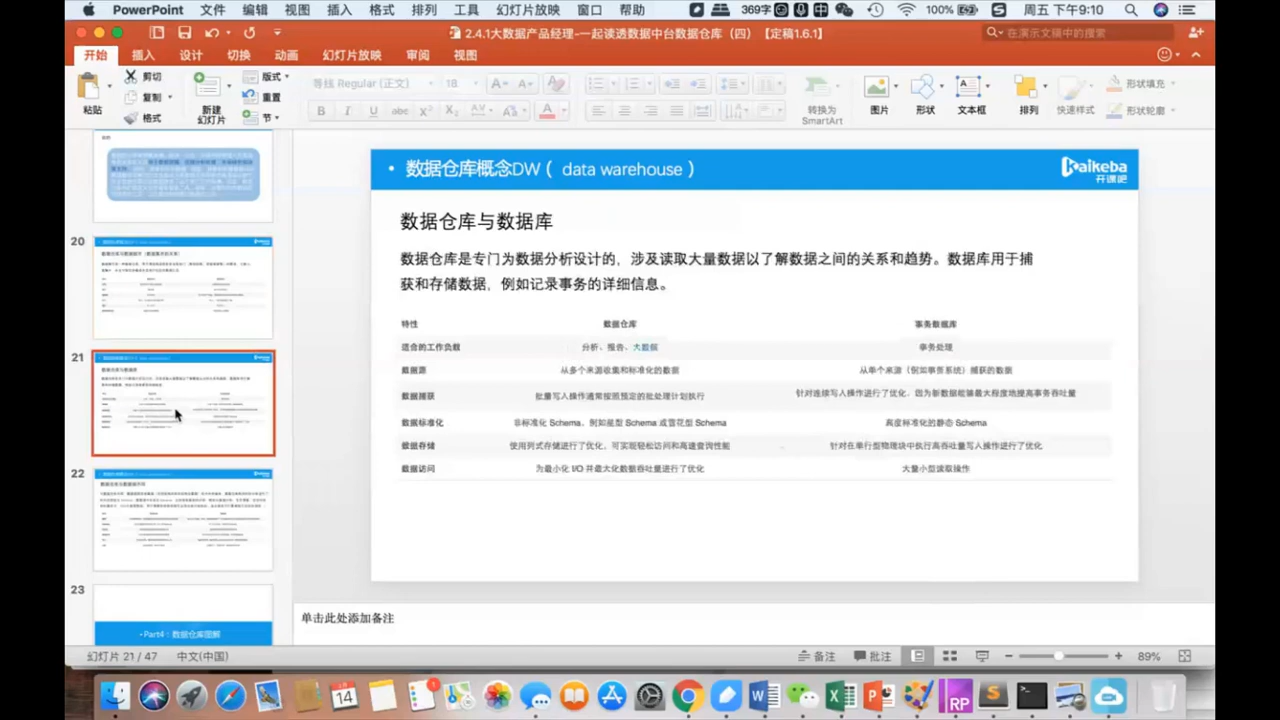 PowerPoint 文件 编辑 视图 插入 格式 排列 工具 幻灯片放映 窗口 帮助 369字 100% 周五 下午9:10
2.4.1大数据产品经理-一起读透数据中台数据仓库（四）【定稿1.6.1】 在演示文稿中的搜索
开始 插入 设计 切换 动画 幻灯片放映 审阅 视图
粘贴 剪切 复制 格式 新建 幻灯片 版式 重置 节 等线 Regular (正文) 18 转换为 SmartArt 图片 形状 文本框 排列 快速样式 形状填充 形状轮廓
20
21
22
23
•Part4：数据仓库图解
• 数据仓库概念DW（ data warehouse ）
Kaikeba
开课吧
数据仓库与数据库
数据仓库是专门为数据分析设计的，涉及读取大量数据以了解数据之间的关系和趋势。数据库用于捕
获和存储数据，例如记录事务的详细信息。
特性 数据仓库 事务数据库
适合的工作负载 分析、报告、大数据 事务处理
数据源 从多个来源收集和标准化的数据 从单个来源（例如事务系统）捕获的数据
数据捕获 批量写入操作通常按照预定的批处理计划执行 针对连续写入操作进行了优化，因为新数据能够最大程度地提高事务吞吐量
数据标准化 非标准化 Schema，例如星型 Schema 或雪花型 Schema 高度标准化的静态 Schema
数据存储 使用列式存储进行了优化，可实现轻松访问和高速查询性能 针对在单行型物理块中执行高吞吐量写入操作进行了优化
数据访问 为最小化 I/O 并最大化数据吞吐量进行了优化 大量小型读取操作
单击此处添加备注
幻灯片 21 / 47 中文(中国) 备注 批注 89%
14